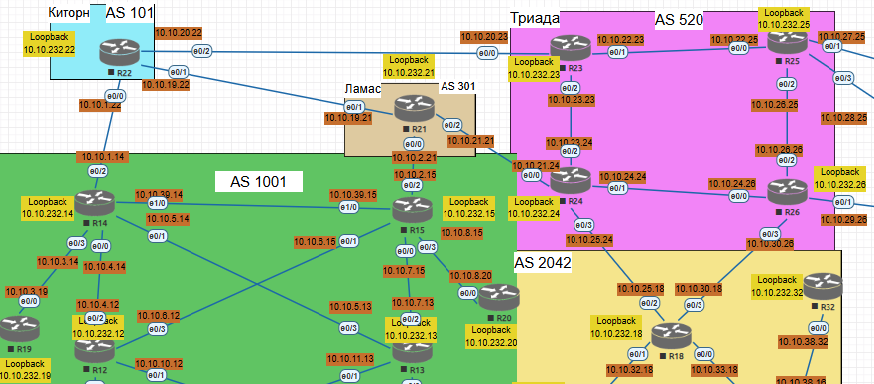 Киторн AS 101
Loopback
10.10.232.22
R22
10.10.20.22
e0/2
e0/1
10.10.19.22
e0/0
10.10.1.22
Loopback
10.10.232.21
Ламас AS 301
e0/1
10.10.19.21
R21
e0/2
10.10.21.21
e0/0
10.10.2.21
Триада AS 520
10.10.20.23
e0/0
Loopback
10.10.232.23
R23
10.10.22.23
e0/1
e0/2
10.10.23.23
Loopback
10.10.232.25
10.10.22.25
e0/0
R25
10.10.27.25
e0/1
e0/3
10.10.28.25
e0/2
10.10.26.25
10.10.23.24
e0/2
10.10.21.24
e0/0
Loopback
10.10.232.24
R24
10.10.24.24
e0/1
e0/3
10.10.25.24
10.10.26.26
e0/2
Loopback
10.10.232.26
10.10.24.26
e0/0
R26
e0/1
10.10.29.26
e0/3
10.10.30.26
AS 1001
10.10.1.14
e0/2
Loopback
10.10.232.14
R14
10.10.39.14
e1/0
10.10.5.14
e0/1
e0/3
10.10.3.14
e0/0
10.10.4.14
10.10.2.15
e0/2
10.10.39.15
e1/0
R15
Loopback
10.10.232.15
10.10.8.15
e0/3
10.10.6.15
e0/1
e0/0
10.10.7.15
10.10.3.19
e0/0
R19
Loopback
10.10.232.19
10.10.4.12
e0/2
Loopback
10.10.232.12
R12
10.10.6.12
e0/3
10.10.10.12
e0/1
10.10.5.13
e0/3
10.10.7.13
e0/2
Loopback
10.10.232.13
R13
10.10.11.13
e0/1
10.10.8.20
e0/0
R20
Loopback
10.10.232.20
AS 2042
10.10.25.18
e0/2
10.10.30.18
e0/3
Loopback
10.10.232.18
R18
e0/1
10.10.32.18
e0/0
10.10.33.18
Loopback
10.10.232.32
R32
e0/0
10.10.38.32
10.10.38.16